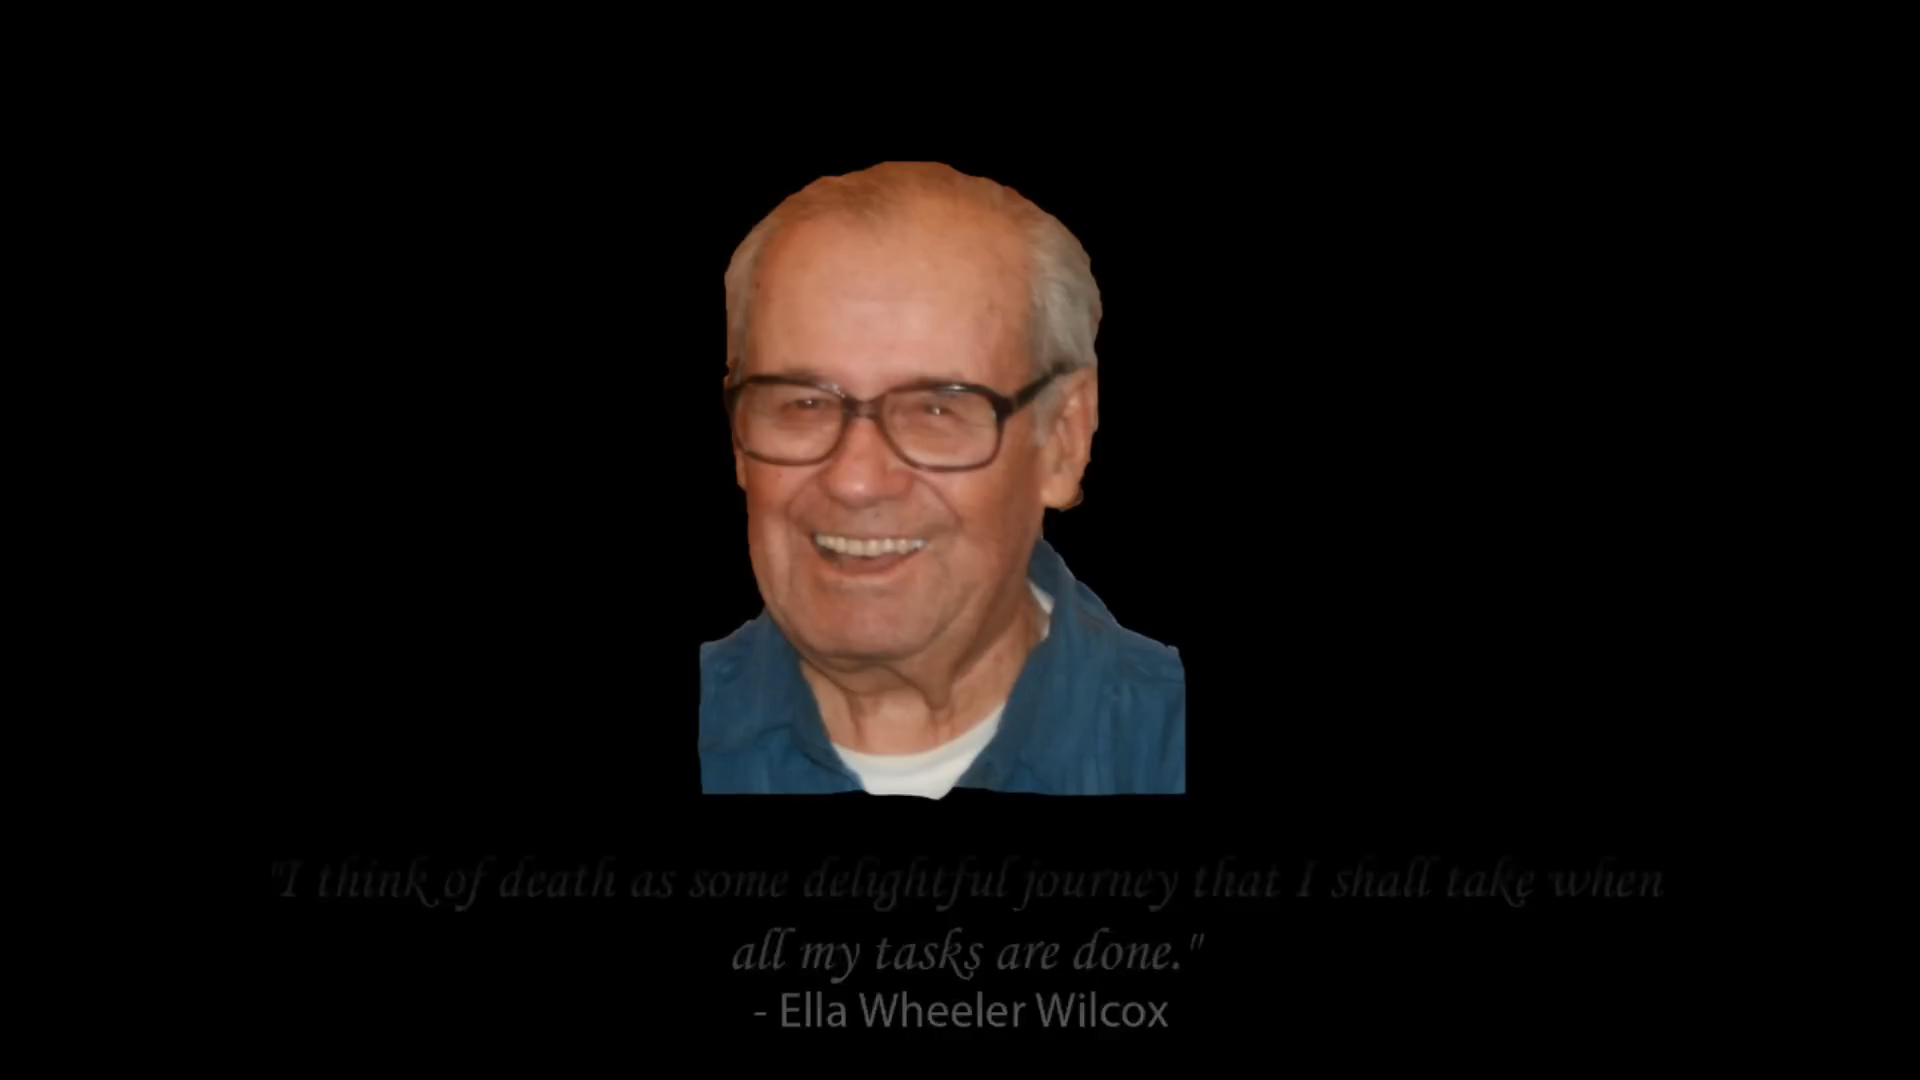 "I think of death as some delightful journey that I shall take when
all my tasks are done."
- Ella Wheeler Wilcox